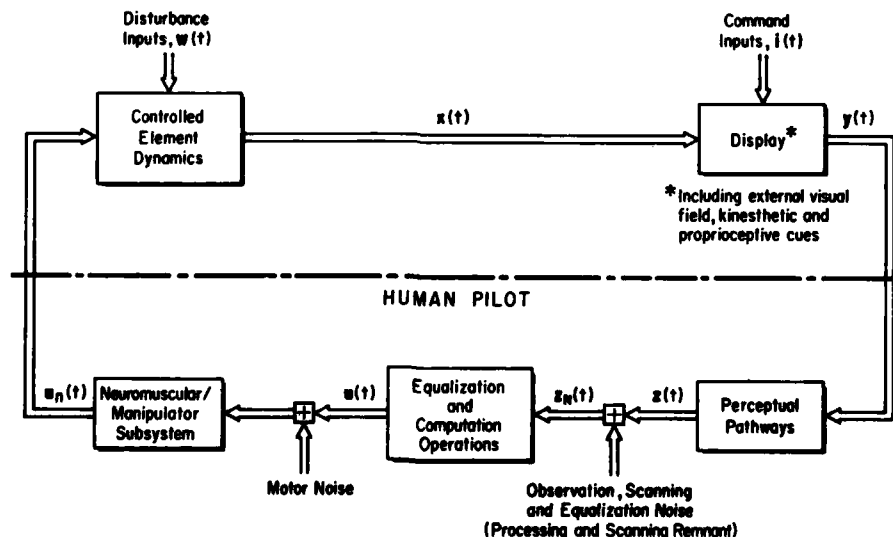 Disturbance
Inputs, w(t)
Command
Inputs, i(t)
Controlled
Element
Dynamics
x(t)
Display*
y(t)
*Including external visual
field, kinesthetic and
proprioceptive cues
HUMAN PILOT
uₙ(t)
Neuromuscular/
Manipulator
Subsystem
+
Motor Noise
u(t)
Equalization
and
Computation
Operations
z_N(t)
+
z(t)
Perceptual
Pathways
Observation, Scanning
and Equalization Noise
(Processing and Scanning Remnant)